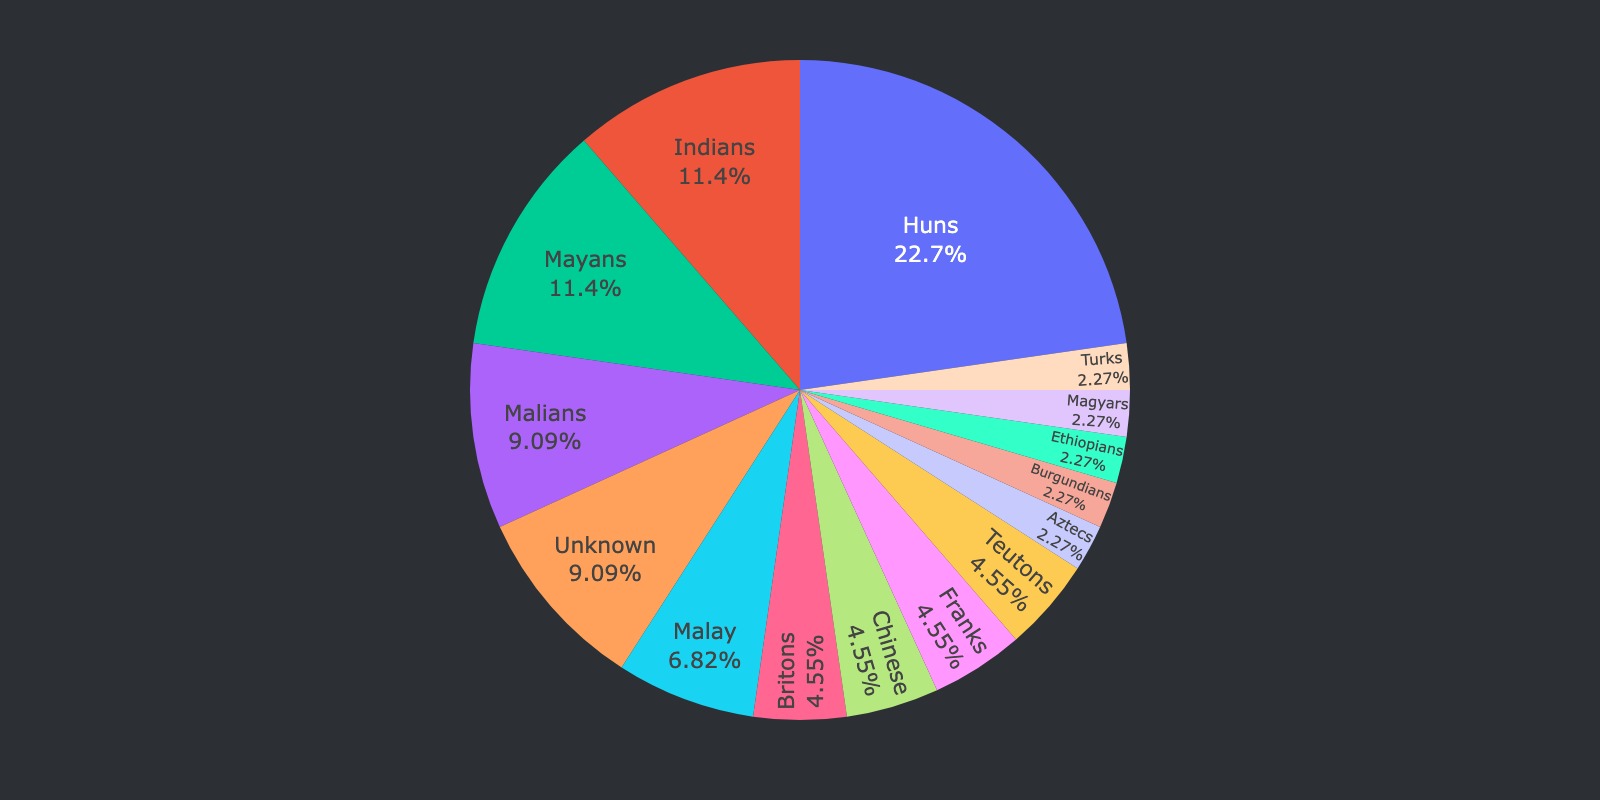 Indians
11.4%
Huns
22.7%
Mayans
11.4%
Turks
2.27%
Magyars
2.27%
Malians
9.09%
Ethiopians
2.27%
Burgundians
2.27%
Aztecs
2.27%
Unknown
9.09%
Teutons
4.55%
Franks
4.55%
Malay
6.82%
Chinese
4.55%
Britons
4.55%